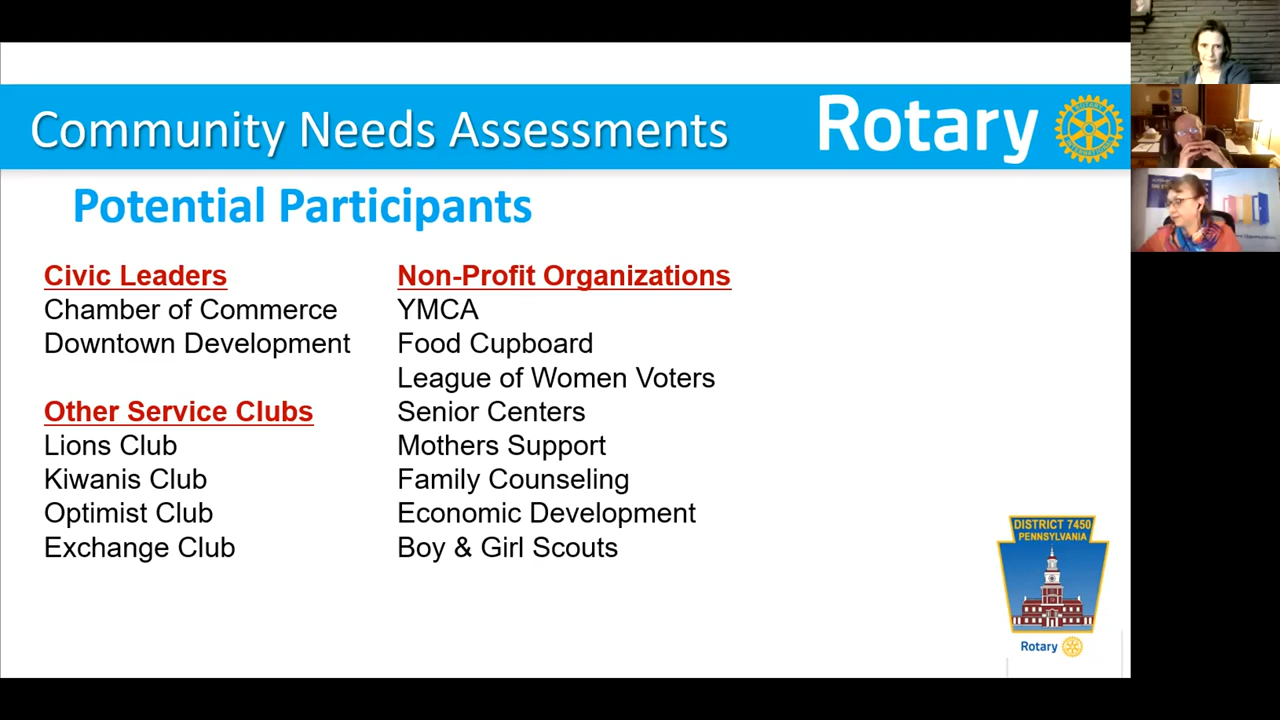 Community Needs Assessments
Rotary
Potential Participants
Civic Leaders
Chamber of Commerce
Downtown Development
Other Service Clubs
Lions Club
Kiwanis Club
Optimist Club
Exchange Club
Non-Profit Organizations
YMCA
Food Cupboard
League of Women Voters
Senior Centers
Mothers Support
Family Counseling
Economic Development
Boy & Girl Scouts
DISTRICT 7450
PENNSYLVANIA
Rotary